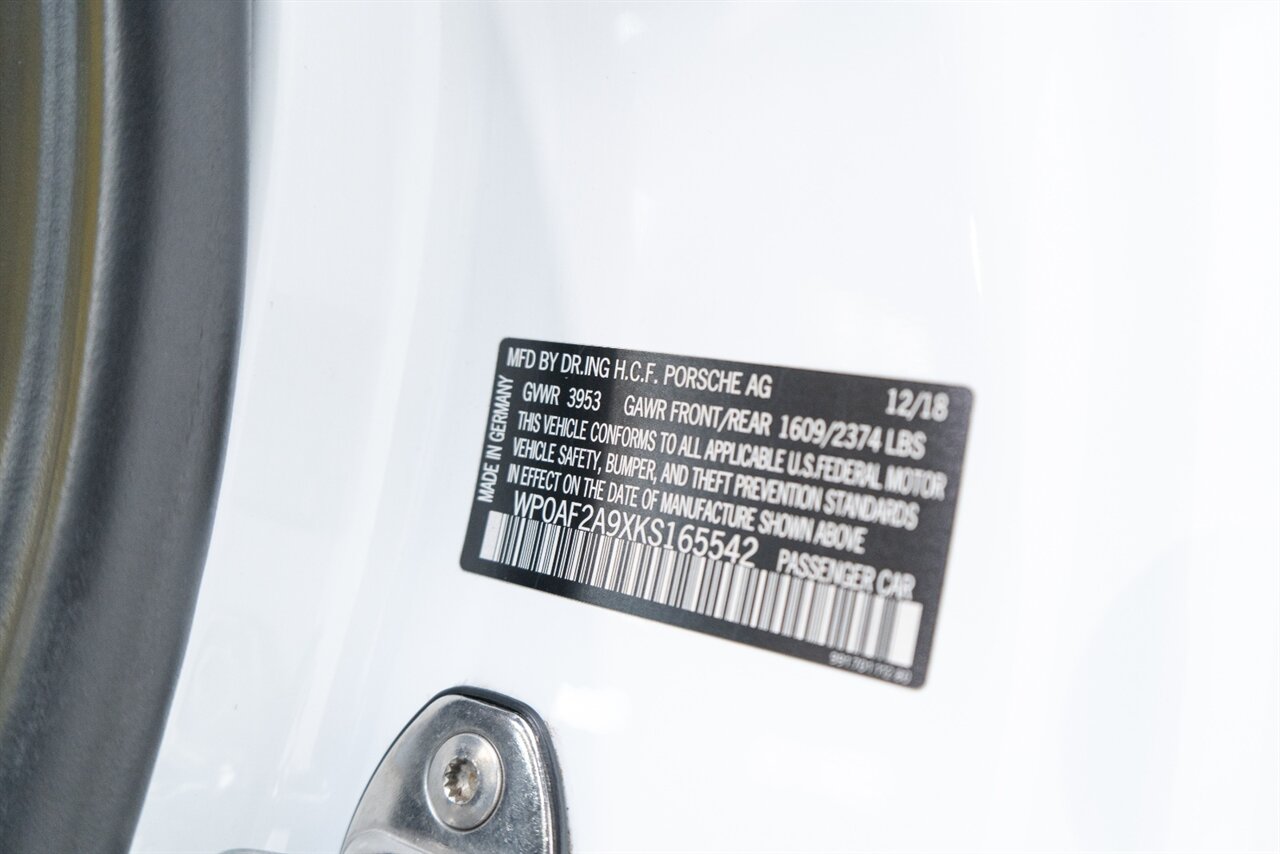 MFD BY DR.ING H.C.F. PORSCHE AG 12/18
GVWR 3953 GAWR FRONT/REAR 1609/2374 LBS
THIS VEHICLE CONFORMS TO ALL APPLICABLE U.S.FEDERAL MOTOR
VEHICLE SAFETY, BUMPER, AND THEFT PREVENTION STANDARDS
IN EFFECT ON THE DATE OF MANUFACTURE SHOWN ABOVE
WP0AF2A9XKS165542 PASSENGER CAR
MADE IN GERMANY